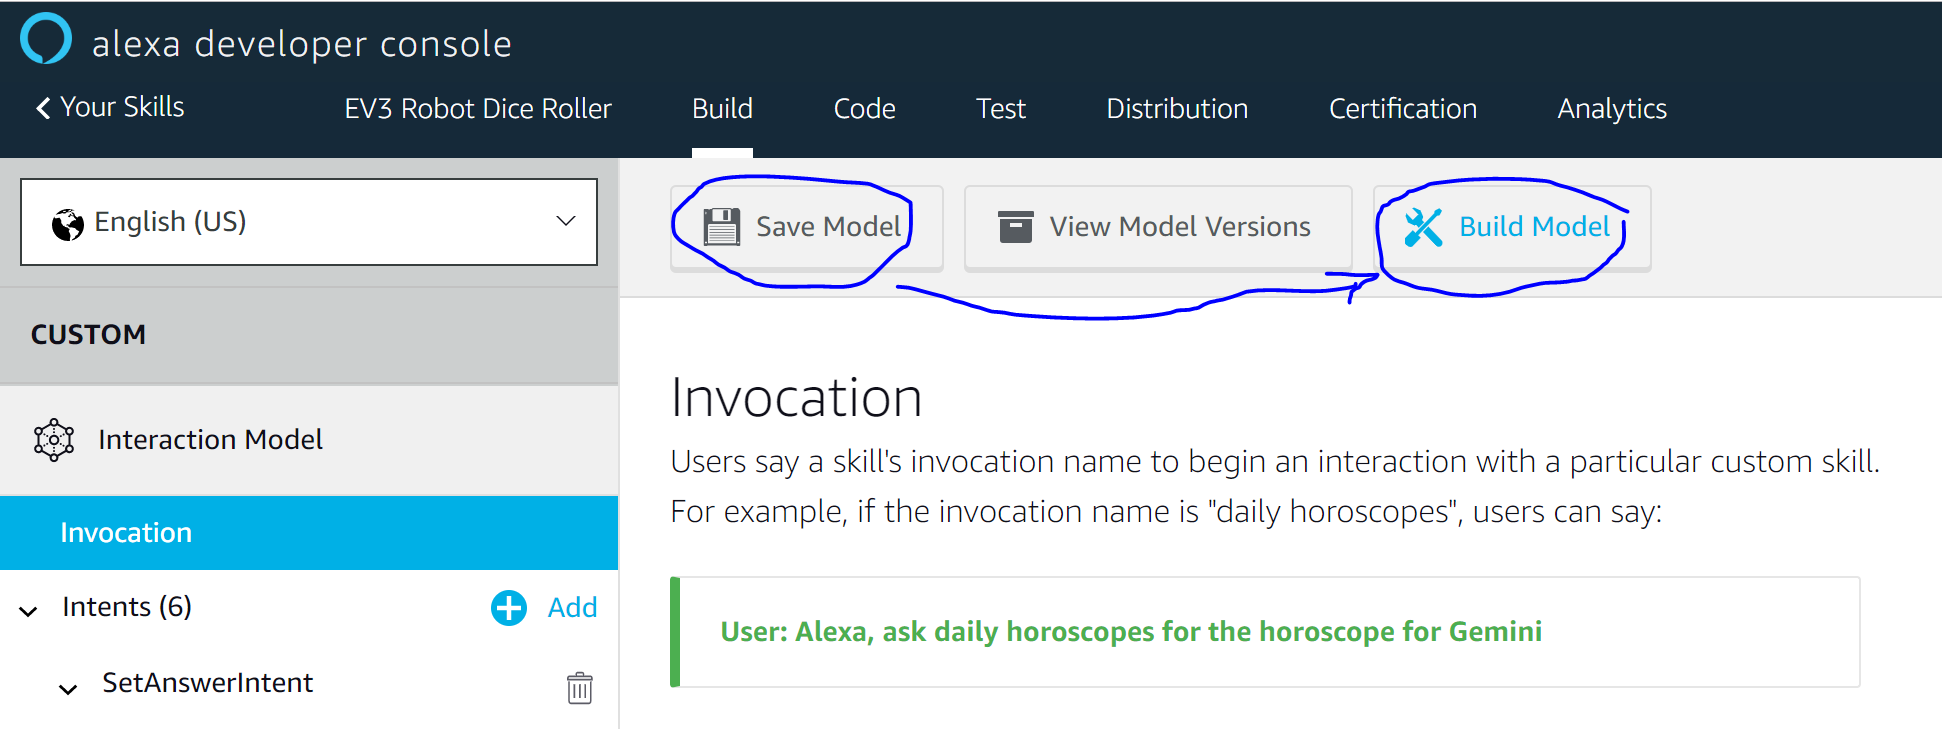 alexa developer console
Your Skills EV3 Robot Dice Roller Build Code Test Distribution Certification Analytics
English (US)
Save Model View Model Versions Build Model
CUSTOM
Interaction Model
Invocation
Intents (6) Add
SetAnswerIntent
Invocation
Users say a skill's invocation name to begin an interaction with a particular custom skill.
For example, if the invocation name is "daily horoscopes", users can say:
User: Alexa, ask daily horoscopes for the horoscope for Gemini